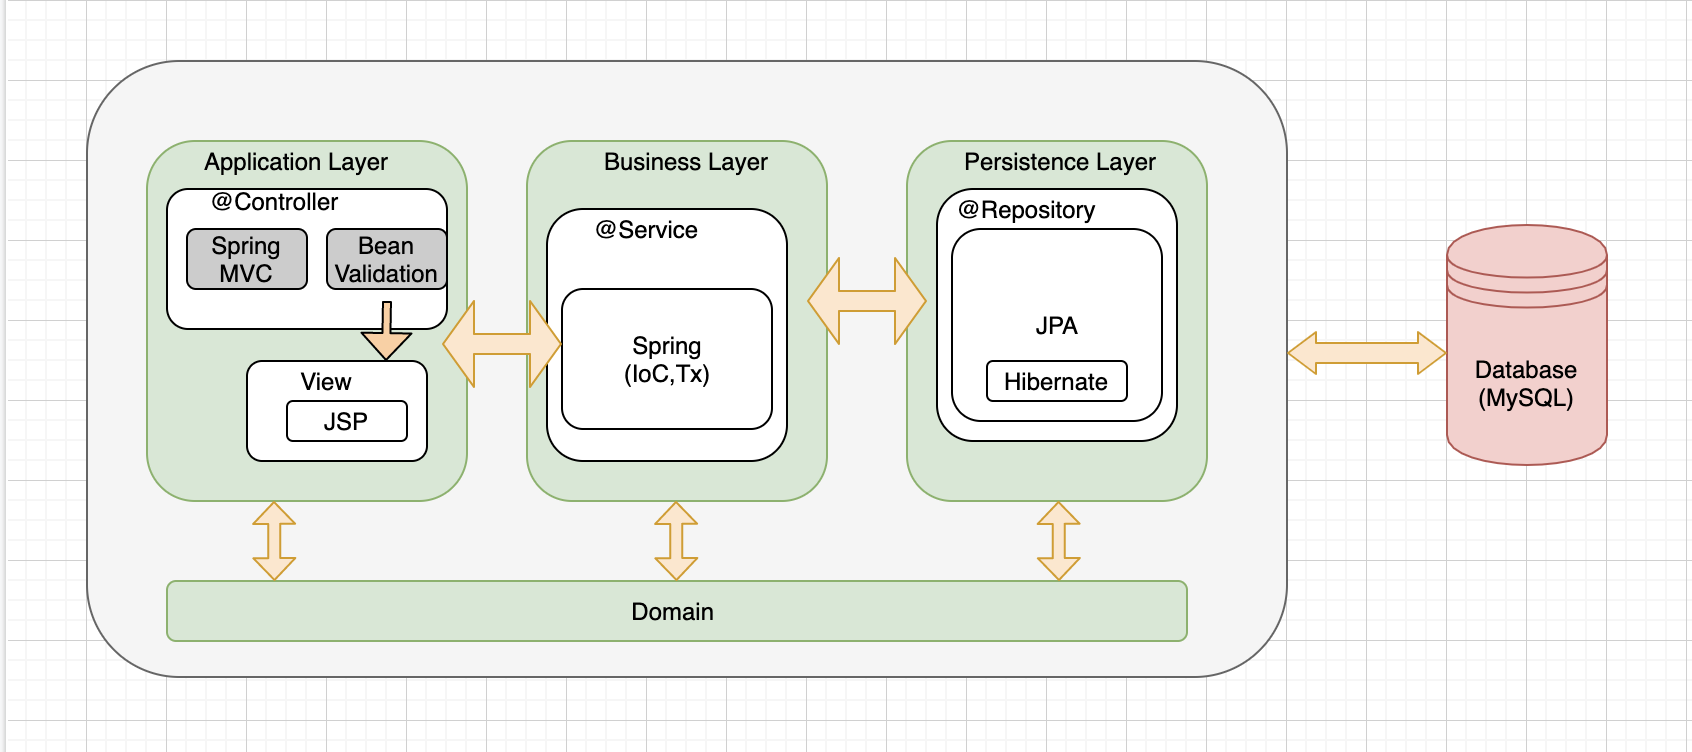 Application Layer
@Controller
Spring
MVC
Bean
Validation
View
JSP
Business Layer
@Service
Spring
(IoC,Tx)
Persistence Layer
@Repository
JPA
Hibernate
Database
(MySQL)
Domain